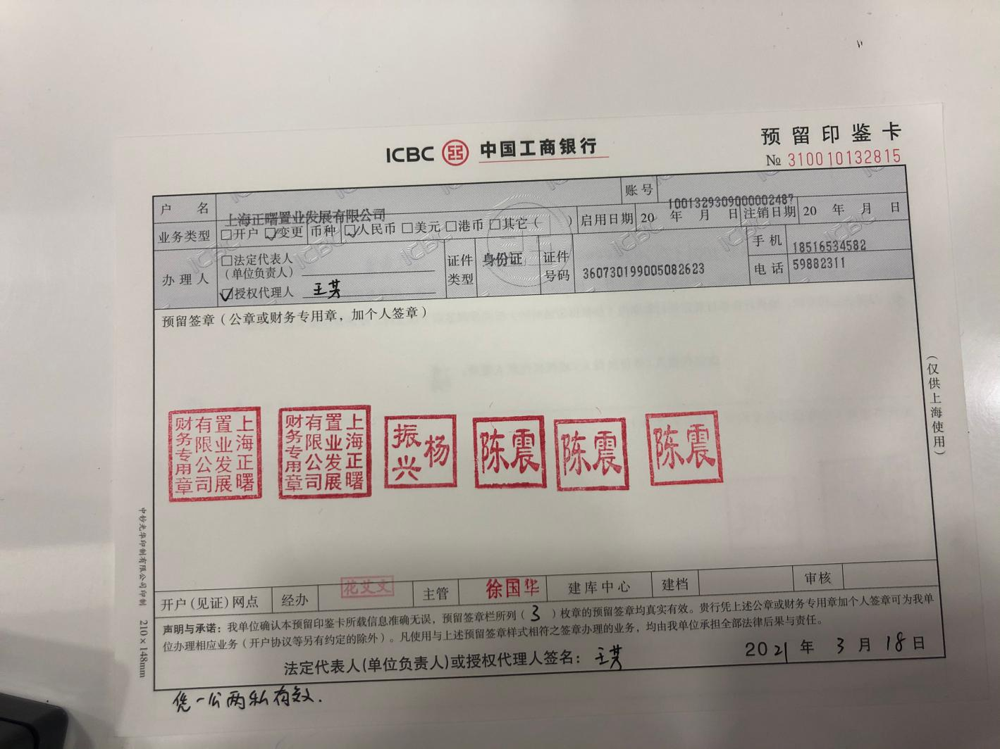 ICBC 中国工商银行
预留印鉴卡
№ 31001013281​5
户 名 上海正曙置业发展有限公司 账号 1001329309000002487
业务类型 □开户 ☑变更 币种 ☑人民币 □美元 □港币 □其它( ) 启用日期 20 年 月 日 注销日期 20 年 月 日
办理人 □法定代表人 (单位负责人) 证件类型 身份证 证件号码 360730199005082623 手机 18516534582
☑授权代理人 王其 电话 59882311
预留签章(公章或财务专用章,加个人签章)
上海正曙置业发展有限公司财务专用章
上海正曙置业发展有限公司财务专用章
杨振兴
陈震
陈震
陈震
(仅供上海使用)
中钞光华印制有限公司印制 210×148mm
开户(见证)网点 经办 花艾文 主管 徐国华 建库中心 建档 审核
声明与承诺:我单位确认本预留印鉴卡所载信息准确无误,预留签章栏所列( 3 )枚章的预留签章均真实有效。贵行凭上述公章或财务专用章加个人签章可为我单
位办理相应业务(开户协议等另有约定的除外)。凡使用与上述预留签章样式相符之签章办理的业务,均由我单位承担全部法律后果与责任。
法定代表人(单位负责人)或授权代理人签名: 王其 2021 年 3 月 18 日
凭一公两私有效.